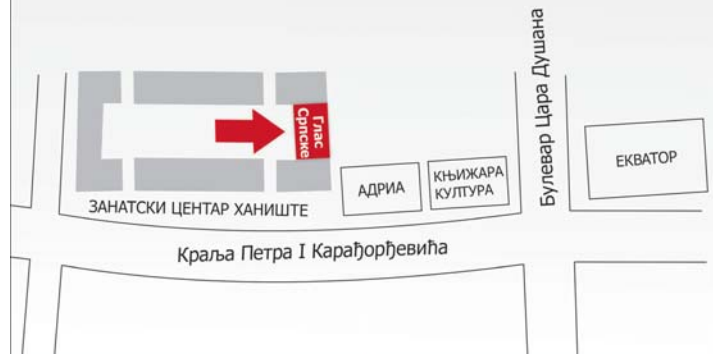 Глас
Српске
ЗАНАТСКИ ЦЕНТАР ХАНИШТЕ
АДРИА
КЊИЖАРА
КУЛТУРА
Булевар Цара Душана
ЕКВАТОР
Краља Петра I Карађорђевића